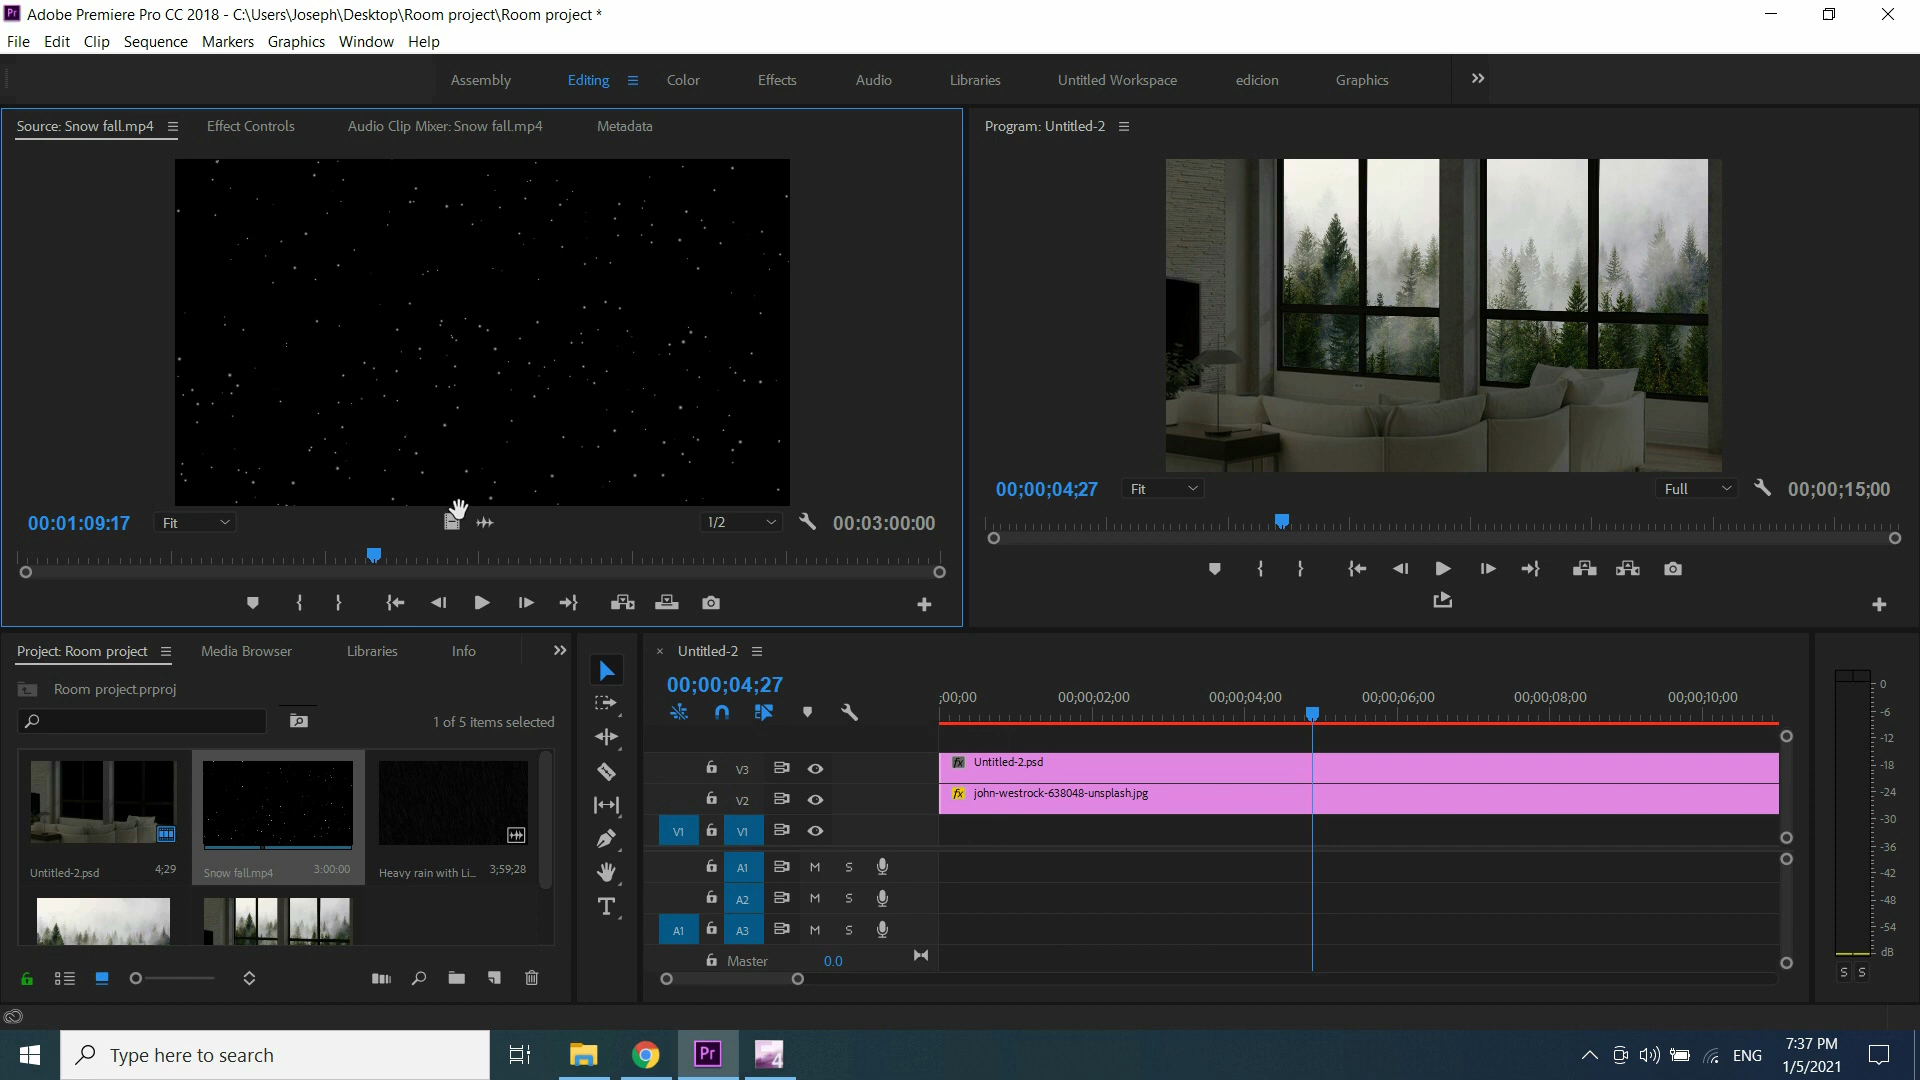 Adobe Premiere Pro CC 2018 - C:\Users\Joseph\Desktop\Room project\Room project *
File Edit Clip Sequence Markers Graphics Window Help
Assembly Editing Color Effects Audio Libraries Untitled Workspace edicion Graphics
Source: Snow fall.mp4 Effect Controls Audio Clip Mixer: Snow fall.mp4 Metadata
Program: Untitled-2
00;00;04;27 Fit Full 00;00;15;00
00:01:09:17 Fit 1/2 00:03:00:00
Project: Room project Media Browser Libraries Info
Room project.prproj
1 of 5 items selected
Untitled-2.psd 4;29
Snow fall.mp4 3:00:00
Heavy rain with Li... 3;59;28
Untitled-2
00;00;04;27
;00;00 00;00;02;00 00;00;04;00 00;00;06;00 00;00;08;00 00;00;10;00
V3 fx Untitled-2.psd
V2 fx john-westrock-638048-unsplash.jpg
V1 V1
A1 M S
A2 M S
A1 A3 M S
Master 0.0
0
-6
-12
-18
-24
-30
-36
-42
-48
-54
dB
S S
Type here to search
Pr
4
ENG
7:37 PM
1/5/2021